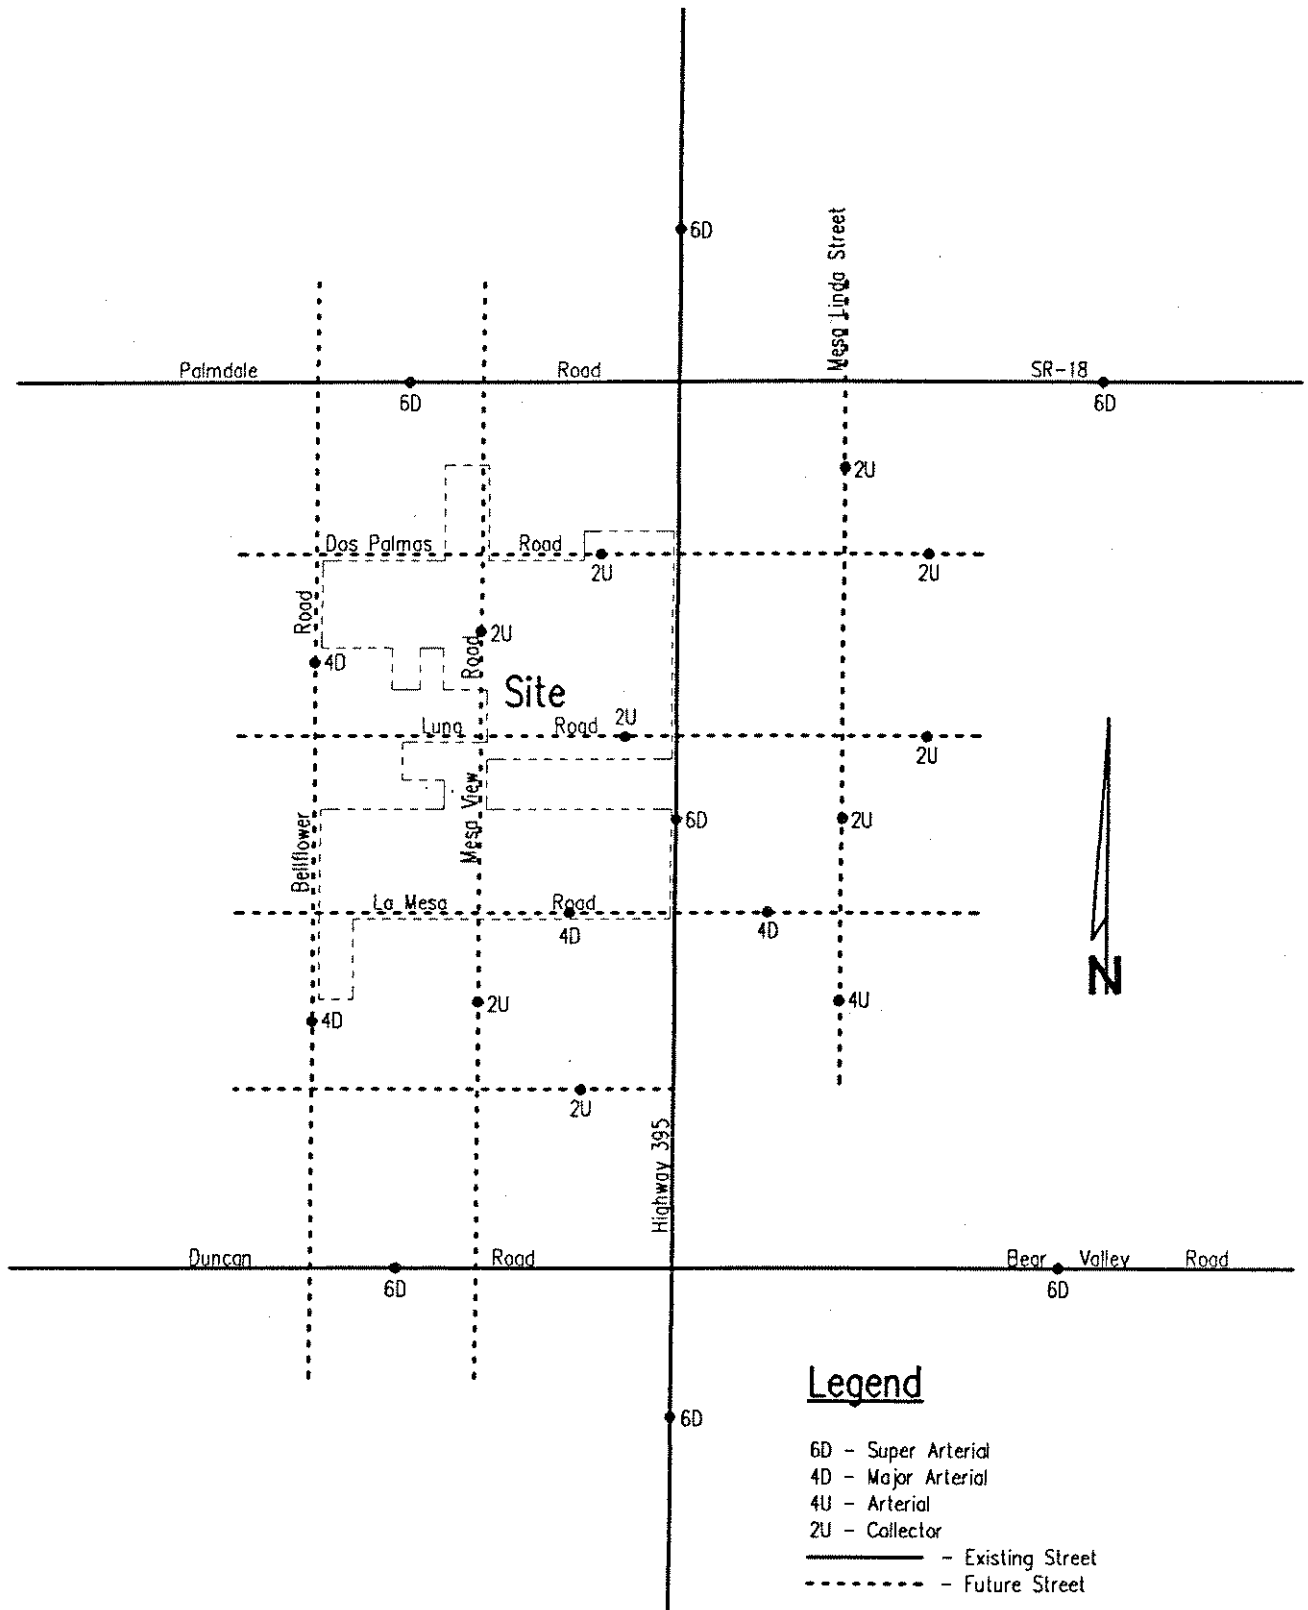 6D
Mesa Linda Street
Palmdale Road SR-18
6D 6D
2U
Dos Palmas Road
2U 2U
Road
2U
4D
Road
Site
2U
Luna Road
2U
Mesa View
6D 2U
Bellflower
La Mesa Road
4D 4D
N
2U 4U
4D
2U
Highway 395
Duncan Road Bear Valley Road
6D 6D
Legend
6D
6D - Super Arterial
4D - Major Arterial
4U - Arterial
2U - Collector
- Existing Street
- Future Street